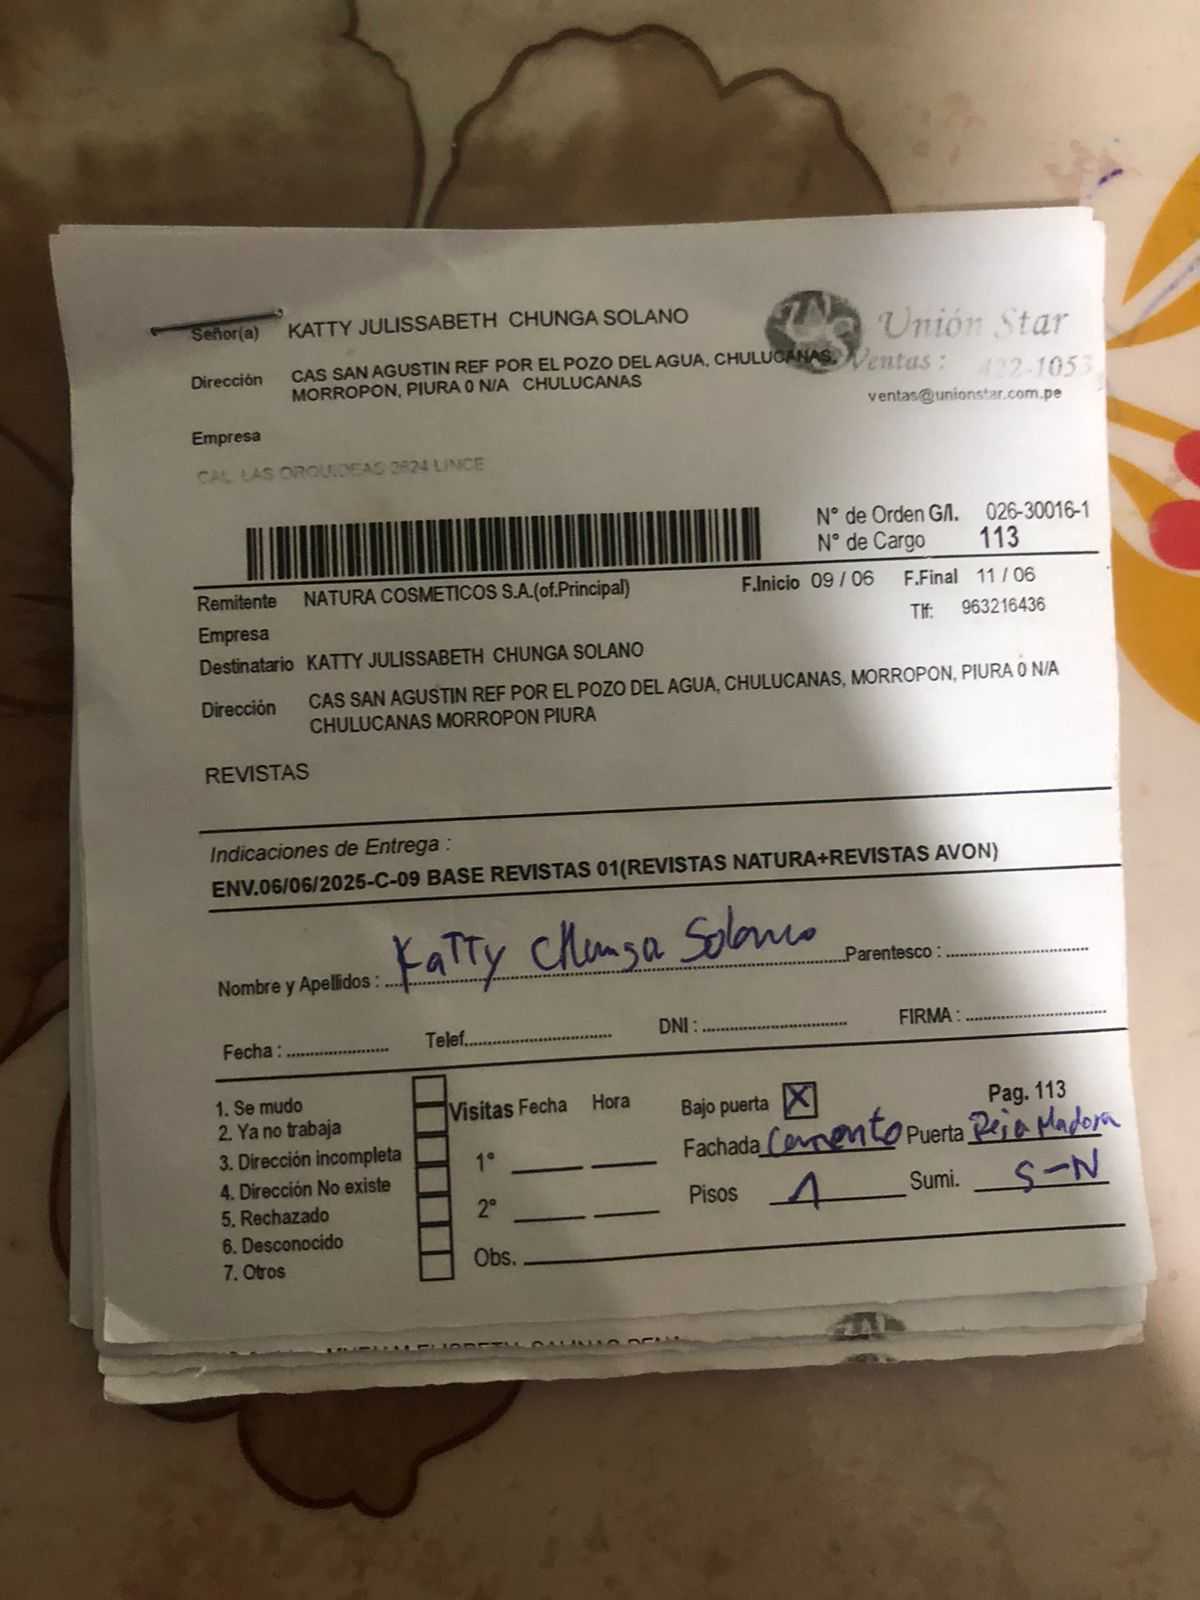 Señor(a) KATTY JULISSABETH CHUNGA SOLANO
Unión Star
Dirección CAS SAN AGUSTIN REF POR EL POZO DEL AGUA, CHULUCANAS,
MORROPON, PIURA 0 N/A CHULUCANAS
Ventas : 422-1053
ventas@unionstar.com.pe
Empresa
CAL. LAS ORQUIDEAS 2624 LINCE
N° de Orden G/I. 026-30016-1
N° de Cargo 113
Remitente NATURA COSMETICOS S.A.(of.Principal) F.Inicio 09 / 06 F.Final 11 / 06
Empresa Tlf: 963216436
Destinatario KATTY JULISSABETH CHUNGA SOLANO
Dirección CAS SAN AGUSTIN REF POR EL POZO DEL AGUA, CHULUCANAS, MORROPON, PIURA 0 N/A
CHULUCANAS MORROPON PIURA
REVISTAS
Indicaciones de Entrega :
ENV.06/06/2025-C-09 BASE REVISTAS 01(REVISTAS NATURA+REVISTAS AVON)
Nombre y Apellidos : Katty Chunga Solano Parentesco :
Fecha : Telef. DNI : FIRMA :
1. Se mudo
2. Ya no trabaja
3. Dirección incompleta
4. Dirección No existe
5. Rechazado
6. Desconocido
7. Otros
Visitas Fecha Hora
1°
2°
Obs.
Bajo puerta X Pag. 113
Fachada Cemento Puerta Reja Madera
Pisos 1 Sumi. S-N